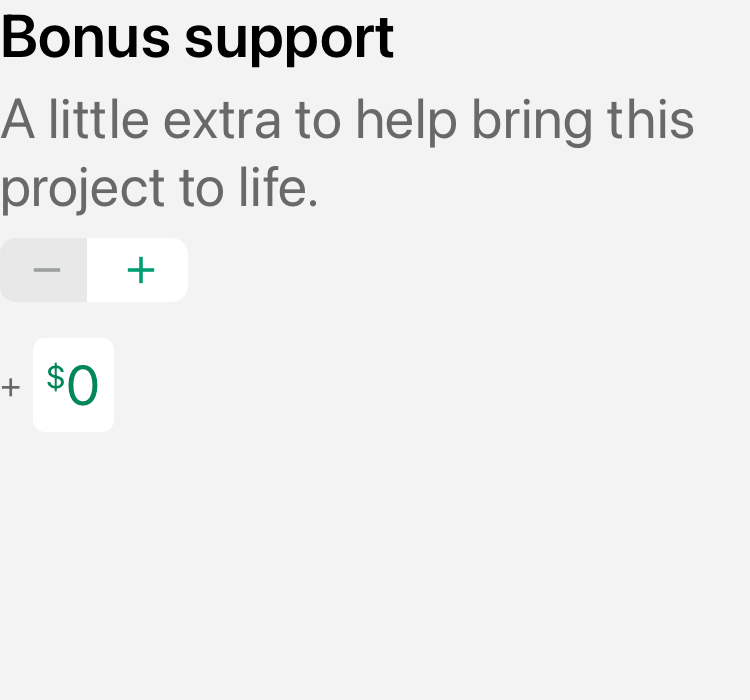 Bonus support
A little extra to help bring this
project to life.
− +
+ $0